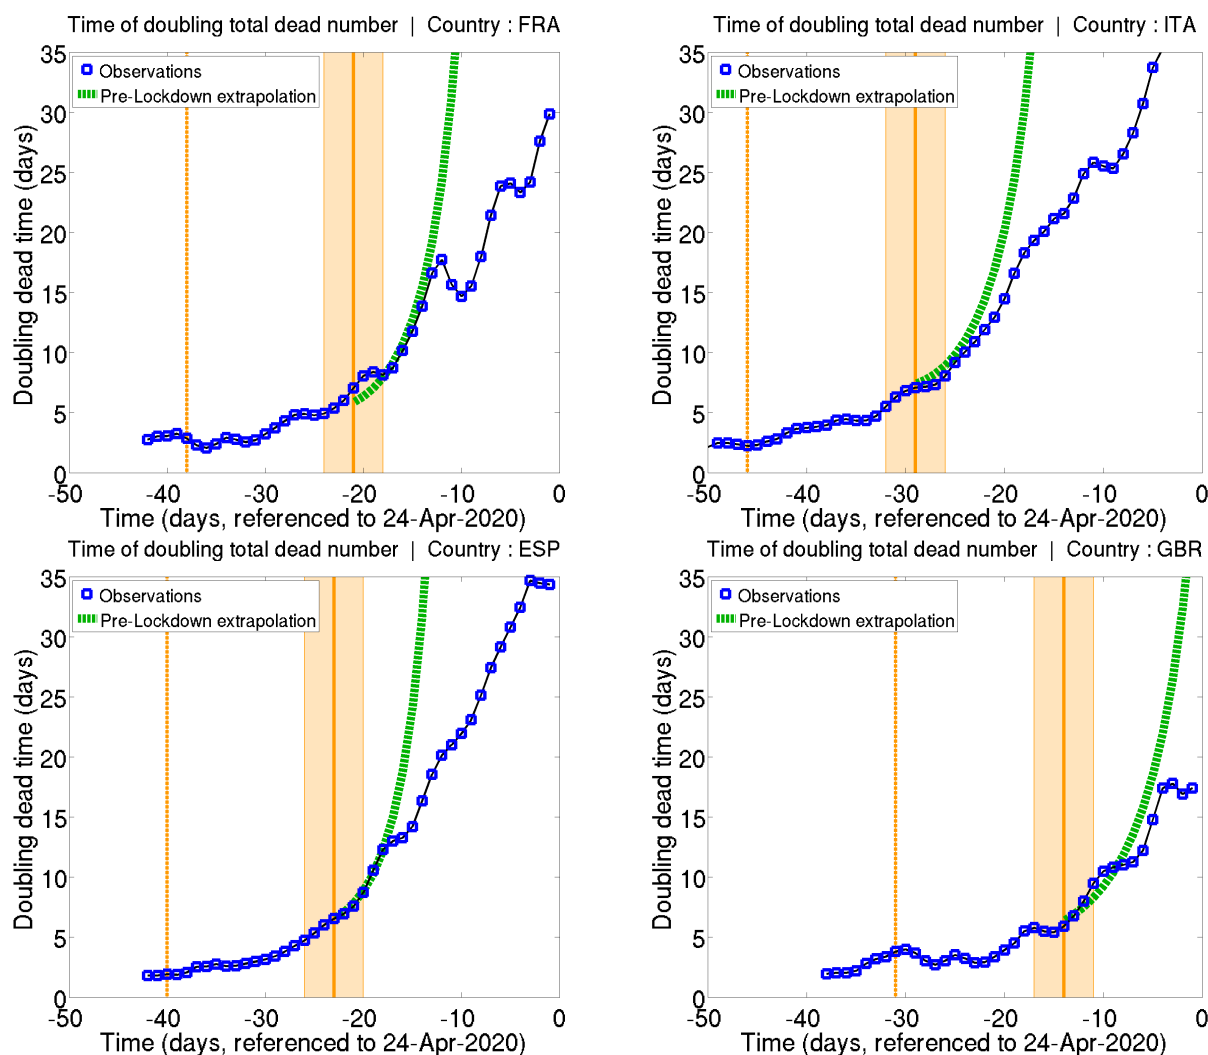 Time of doubling total dead number | Country : FRA
35
30
25
20
15
10
5
0
Doubling dead time (days)
Observations
Pre-Lockdown extrapolation
-50 -40 -30 -20 -10 0
Time (days, referenced to 24-Apr-2020)
Time of doubling total dead number | Country : ITA
35
30
25
20
15
10
5
0
Doubling dead time (days)
Observations
Pre-Lockdown extrapolation
-50 -40 -30 -20 -10 0
Time (days, referenced to 24-Apr-2020)
Time of doubling total dead number | Country : ESP
35
30
25
20
15
10
5
0
Doubling dead time (days)
Observations
Pre-Lockdown extrapolation
-50 -40 -30 -20 -10 0
Time (days, referenced to 24-Apr-2020)
Time of doubling total dead number | Country : GBR
35
30
25
20
15
10
5
0
Doubling dead time (days)
Observations
Pre-Lockdown extrapolation
-50 -40 -30 -20 -10 0
Time (days, referenced to 24-Apr-2020)